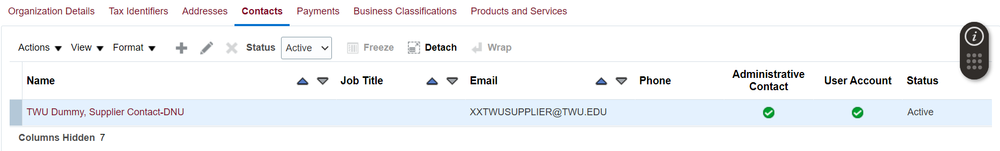 Organization Details Tax Identifiers Addresses Contacts Payments Business Classifications Products and Services
Actions View Format Status Active Freeze Detach Wrap
Name Job Title Email Phone Administrative Contact User Account Status
TWU Dummy, Supplier Contact-DNU XXTWUSUPPLIER@TWU.EDU Active
Columns Hidden 7